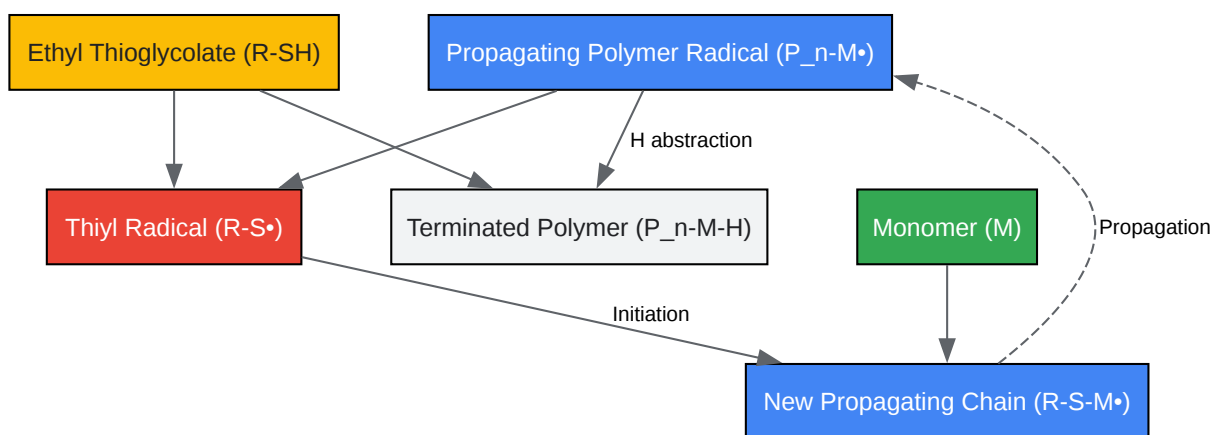 Ethyl Thioglycolate (R-SH)
Propagating Polymer Radical (P_n-M•)
H abstraction
Thiyl Radical (R-S•)
Terminated Polymer (P_n-M-H)
Monomer (M)
Propagation
Initiation
New Propagating Chain (R-S-M•)